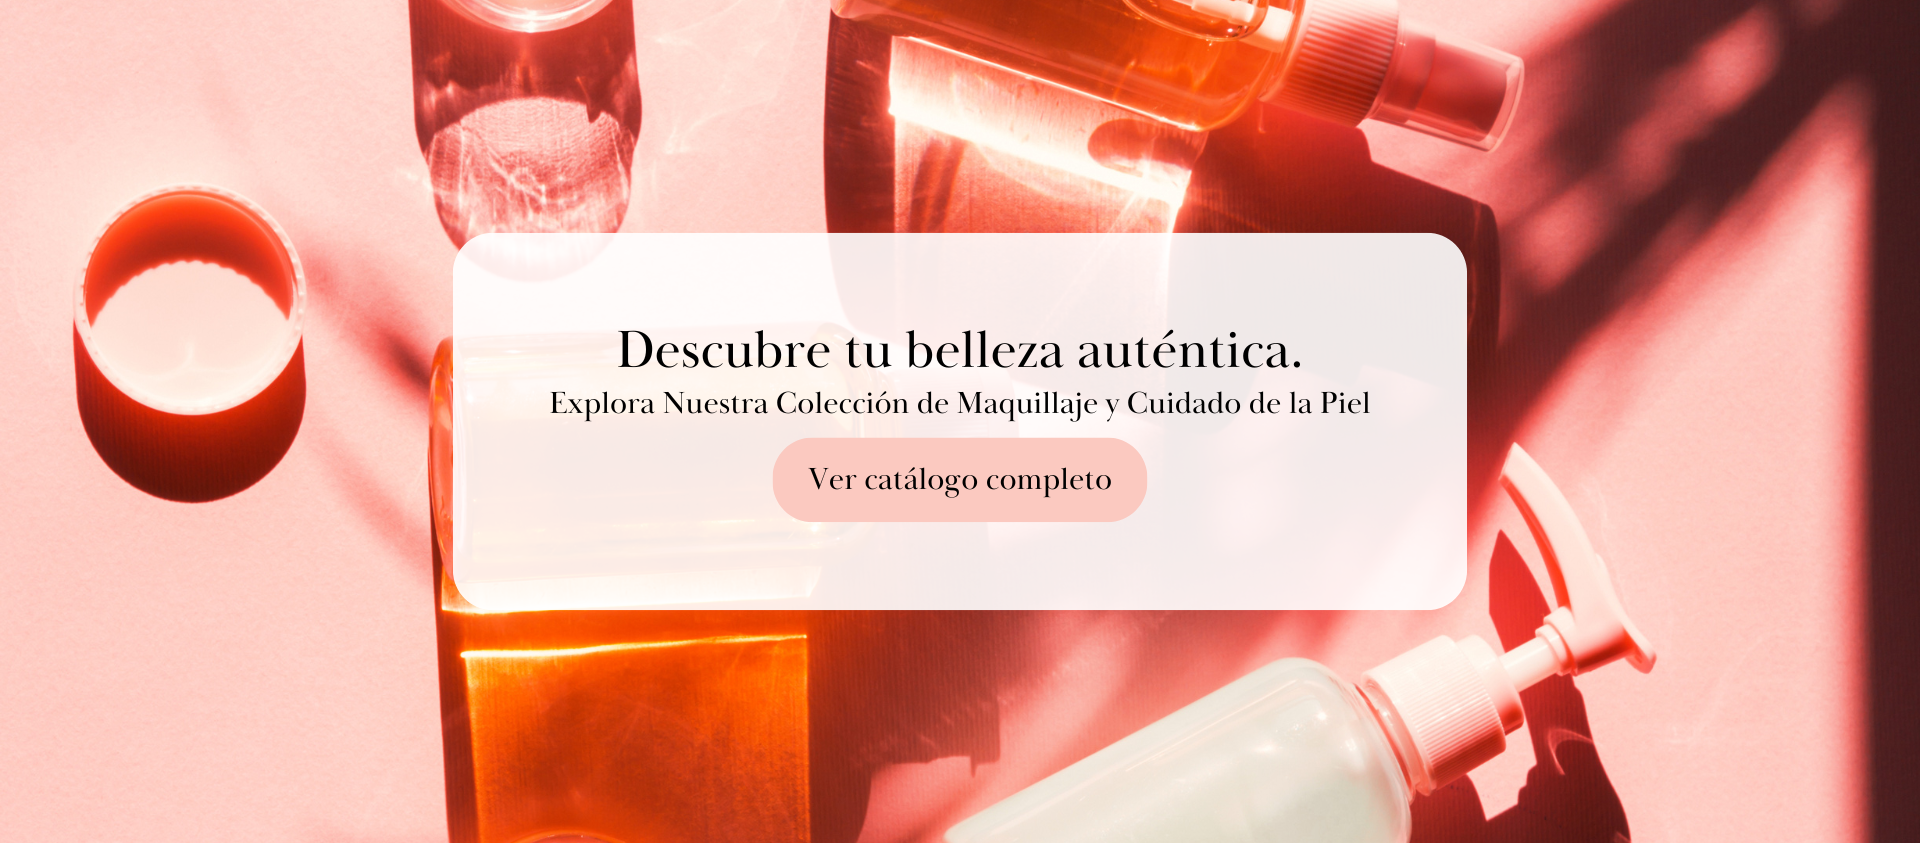 Descubre tu belleza auténtica.
Explora Nuestra Colección de Maquillaje y Cuidado de la Piel
Ver catálogo completo